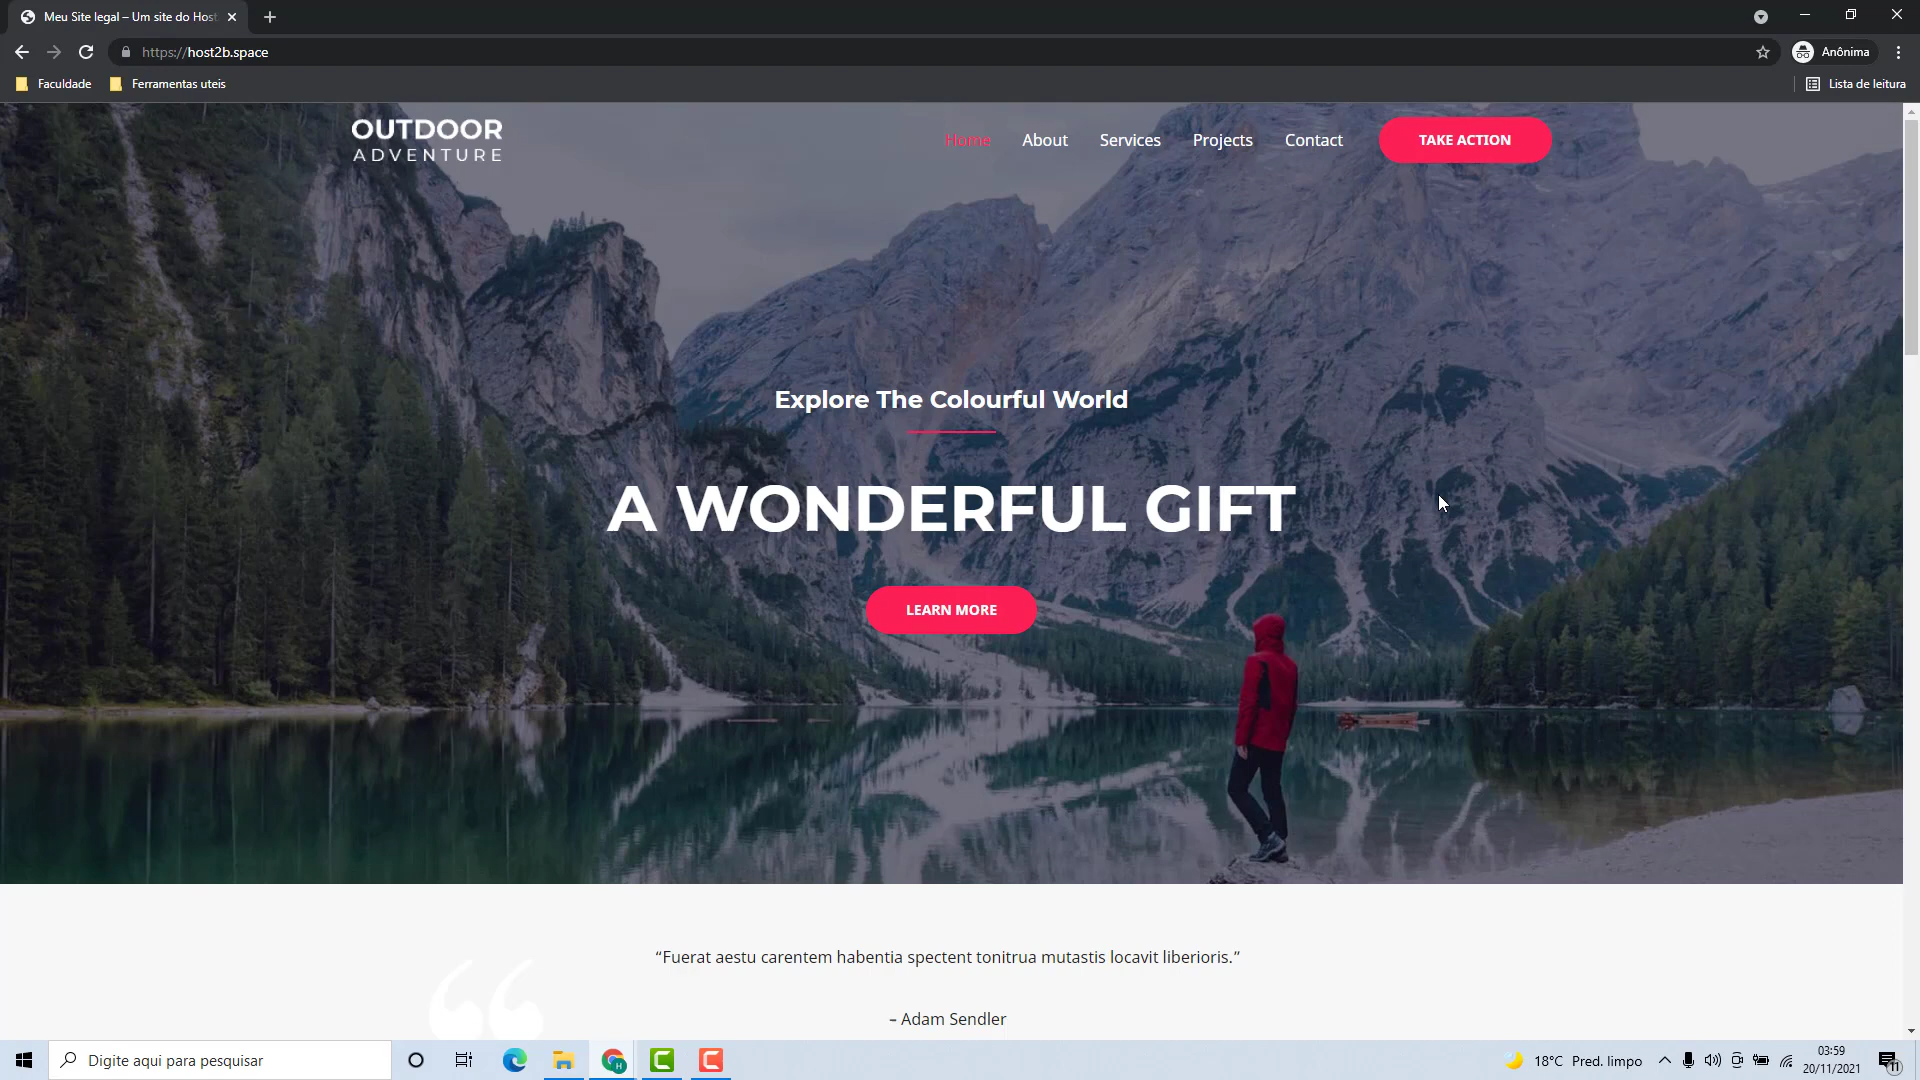 Meu Site legal – Um site do Host
https://host2b.space
Anônima
Faculdade
Ferramentas uteis
Lista de leitura
OUTDOOR
ADVENTURE
Home
About
Services
Projects
Contact
TAKE ACTION
Explore The Colourful World
A WONDERFUL GIFT
LEARN MORE
“Fuerat aestu carentem habentia spectent tonitrua mutastis locavit liberioris.”
– Adam Sendler
Digite aqui para pesquisar
18°C Pred. limpo
03:59
20/11/2021
11
H